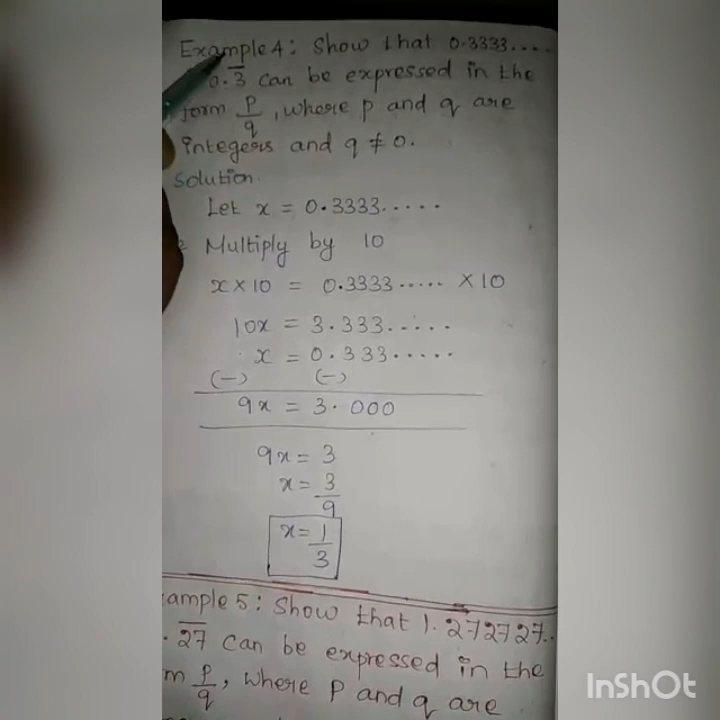 Example 4: Show that 0.3333....
0.3̅ can be expressed in the
form p/q, where p and q are
integers and q ≠ 0.
Solution.
Let x = 0.3333.....
Multiply by 10
x×10 = 0.3333..... ×10
10x = 3.333.....
x = 0.333.....
(-) (-)
9x = 3.000
9x = 3
x = 3/9
x = 1/3
ample 5: Show that 1.272727..
.2̅7̅ can be expressed in the
m p/q, where p and q are
InShOt